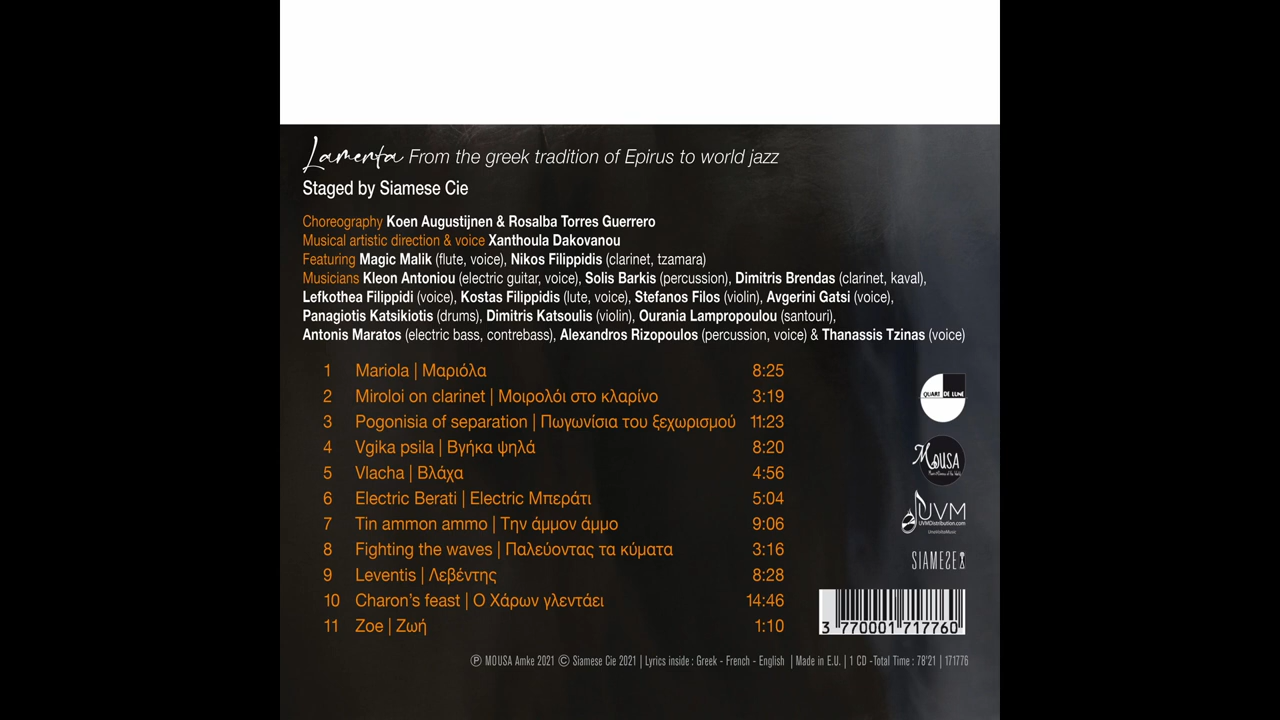 Lamenta From the greek tradition of Epirus to world jazz
Staged by Siamese Cie
Choreography Koen Augustijnen & Rosalba Torres Guerrero
Musical artistic direction & voice Xanthoula Dakovanou
Featuring Magic Malik (flute, voice), Nikos Filippidis (clarinet, tzamara)
Musicians Kleon Antoniou (electric guitar, voice), Solis Barkis (percussion), Dimitris Brendas (clarinet, kaval),
Lefkothea Filippidi (voice), Kostas Filippidis (lute, voice), Stefanos Filos (violin), Avgerini Gatsi (voice),
Panagiotis Katsikiotis (drums), Dimitris Katsoulis (violin), Ourania Lampropoulou (santouri),
Antonis Maratos (electric bass, contrebass), Alexandros Rizopoulos (percussion, voice) & Thanassis Tzinas (voice)
1 Mariola | Μαριόλα 8:25
2 Miroloi on clarinet | Μοιρολόι στο κλαρίνο 3:19
3 Pogonisia of separation | Πωγωνίσια του ξεχωρισμού 11:23
4 Vgika psila | Βγήκα ψηλά 8:20
5 Vlacha | Βλάχα 4:56
6 Electric Berati | Electric Μπεράτι 5:04
7 Tin ammon ammo | Την άμμον άμμο 9:06
8 Fighting the waves | Παλεύοντας τα κύματα 3:16
9 Leventis | Λεβέντης 8:28
10 Charon's feast | Ο Χάρων γλεντάει 14:46
11 Zoe | Ζωή 1:10
QUART DE LUNE
MOUSA
UVM
UVMDistribution.com
SIAMESE
3 770001 717760
Ⓟ MOUSA Amke 2021 © Siamese Cie 2021 | Lyrics inside : Greek - French - English | Made in E.U. | 1 CD -Total Time : 78'21 | 171776